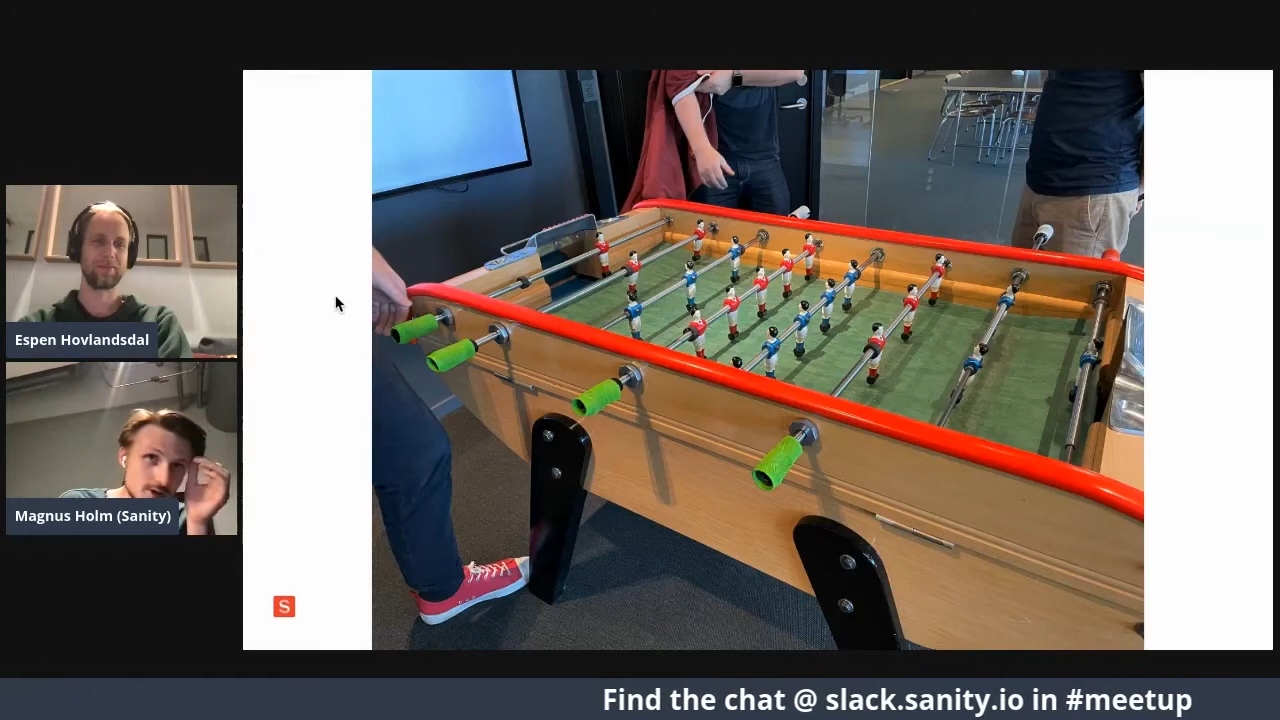 Espen Hovlandsdal
Magnus Holm (Sanity)
S
Find the chat @ slack.sanity.io in #meetup